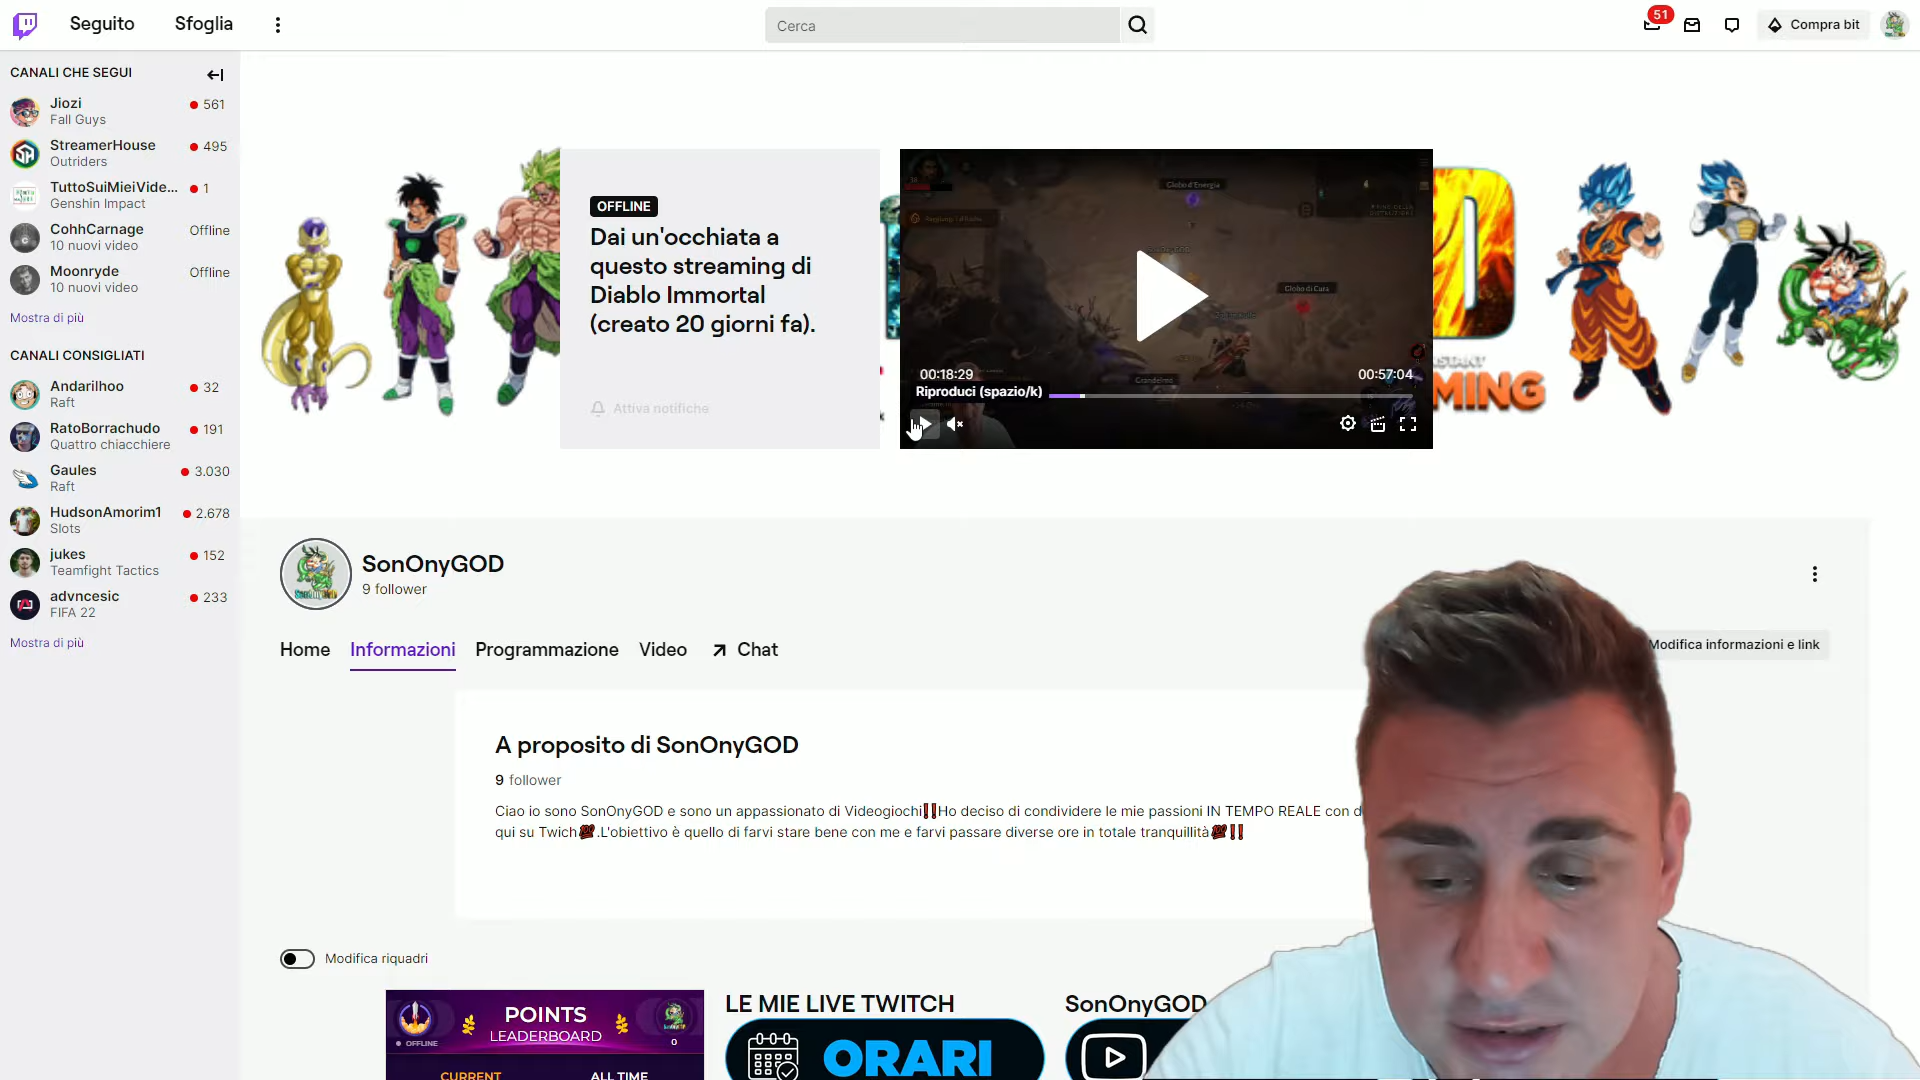 Seguito
Sfoglia
Cerca
51
Compra bit
CANALI CHE SEGUI
Jiozi
561
Fall Guys
StreamerHouse
495
Outriders
TuttoSuiMieiVide...
1
Genshin Impact
CohhCarnage
Offline
10 nuovi video
Moonryde
Offline
10 nuovi video
Mostra di più
CANALI CONSIGLIATI
Andarilhoo
32
Raft
RatoBorrachudo
191
Quattro chiacchiere
Gaules
3.030
Raft
HudsonAmorim1
2.678
Slots
jukes
152
Teamfight Tactics
advncesic
233
FIFA 22
Mostra di più
OFFLINE
Dai un'occhiata a
questo streaming di
Diablo Immortal
(creato 20 giorni fa).
Attiva notifiche
Globo d'Energia
Globo di Cura
00:18:29
00:57:04
Riproduci (spazio/k)
D
STANT
MING
SonOnyGOD
9 follower
Home
Informazioni
Programmazione
Video
Chat
Modifica informazioni e link
A proposito di SonOnyGOD
9 follower
Ciao io sono SonOnyGOD e sono un appassionato di Videogiochi‼️Ho deciso di condividere le mie passioni IN TEMPO REALE con d
qui su Twich💯.L'obiettivo è quello di farvi stare bene con me e farvi passare diverse ore in totale tranquillità💯‼️
Modifica riquadri
POINTS
LEADERBOARD
OFFLINE
0
CURRENT
ALL TIME
LE MIE LIVE TWITCH
ORARI
SonOnyGOD